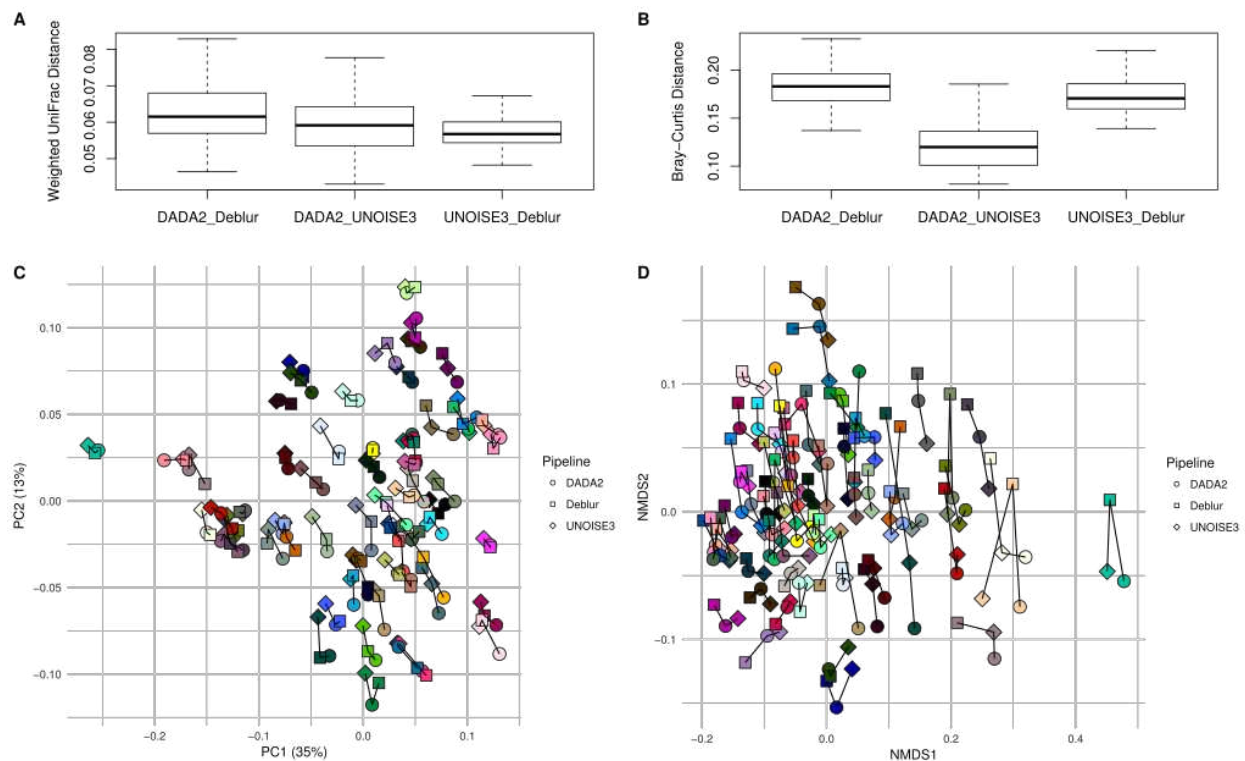 A
Weighted UniFrac Distance
0.05 0.06 0.07 0.08
DADA2_Deblur
DADA2_UNOISE3
UNOISE3_Deblur
B
Bray−Curtis Distance
0.10
0.15
0.20
DADA2_Deblur
DADA2_UNOISE3
UNOISE3_Deblur
C
PC2 (13%)
0.10
0.05
0.00
−0.05
−0.10
−0.2
−0.1
0.0
0.1
PC1 (35%)
Pipeline
DADA2
Deblur
UNOISE3
D
NMDS2
0.1
0.0
−0.1
−0.2
0.0
0.2
0.4
NMDS1
Pipeline
DADA2
Deblur
UNOISE3